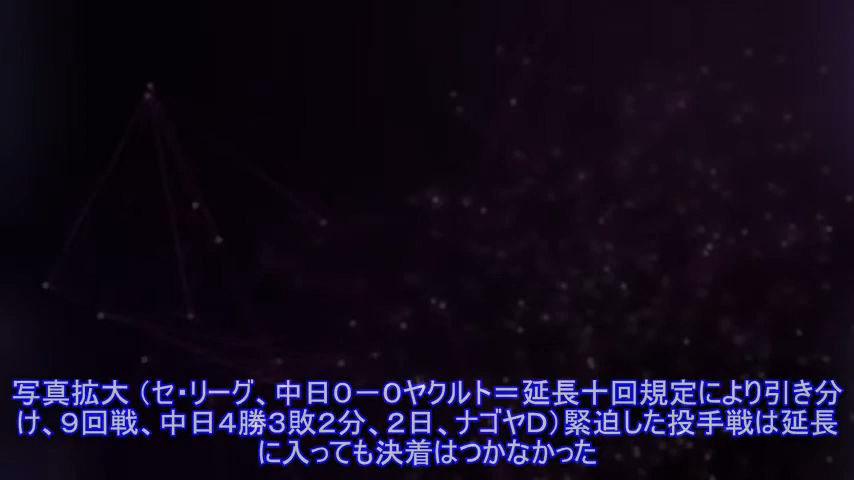 写真拡大（セ・リーグ、中日０－０ヤクルト＝延長十回規定により引き分
け、９回戦、中日４勝３敗２分、２日、ナゴヤＤ）緊迫した投手戦は延長
に入っても決着はつかなかった